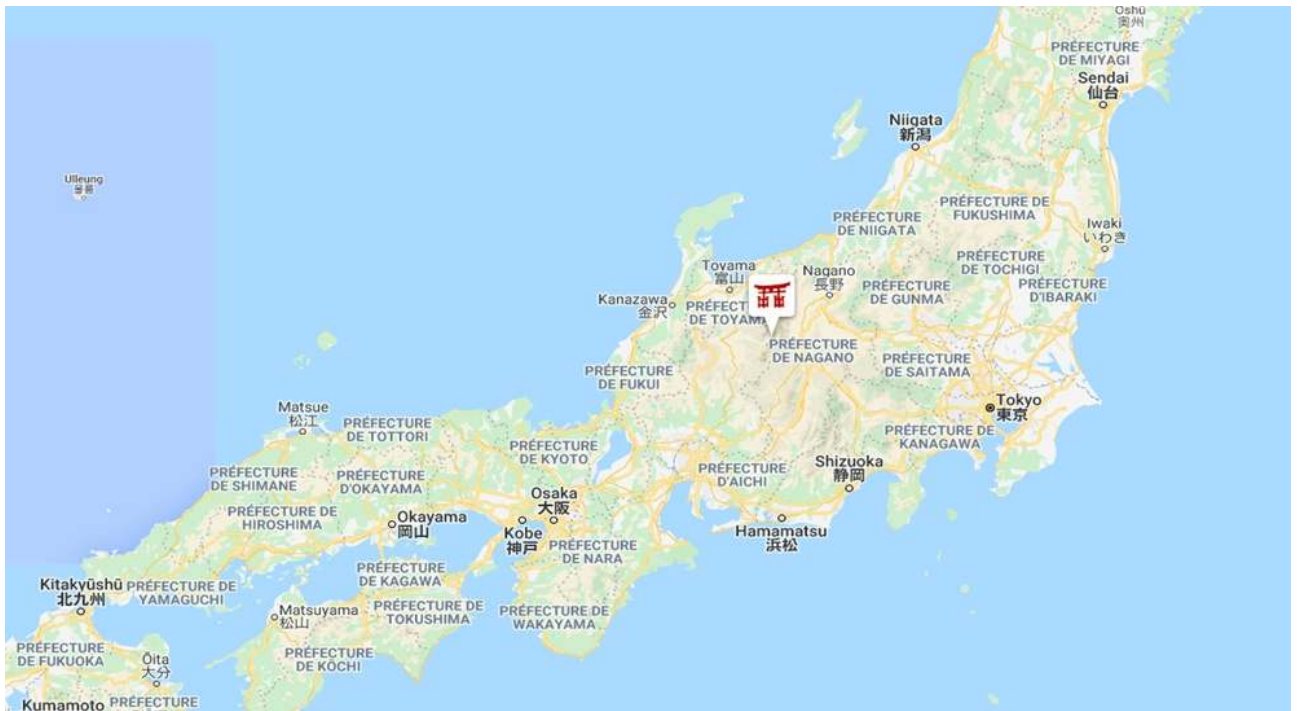 Ōshū
奥州
PRÉFECTURE
DE MIYAGI
Sendai
仙台
Niigata
新潟
Ulleung
울릉
PRÉFECTURE DE
FUKUSHIMA
PRÉFECTURE
DE NIIGATA
Iwaki
いわき
PRÉFECTURE
DE TOCHIGI
Toyama
富山
Nagano
長野
PRÉFECTURE
DE GUNMA
PRÉFECTURE
D'IBARAKI
Kanazawa
金沢
DE TOYAMA
PRÉFECTURE
DE NAGANO
PRÉFECTURE
DE SAITAMA
PRÉFECTURE
DE FUKUI
Tokyo
東京
Matsue
松江
PRÉFECTURE
DE TOTTORI
PRÉFECTURE DE
KANAGAWA
PRÉFECTURE
DE KYOTO
PRÉFECTURE
DE SHIMANE
PRÉFECTURE
D'OKAYAMA
PRÉFECTURE
D'AICHI
Shizuoka
静岡
Osaka
大阪
PRÉFECTURE DE
HIROSHIMA
Okayama
岡山
Kobe
神戸
Hamamatsu
浜松
PRÉFECTURE
DE NARA
PRÉFECTURE
DE KAGAWA
Kitakyūshū
北九州
PRÉFECTURE DE
YAMAGUCHI
Matsuyama
松山
PRÉFECTURE DE
TOKUSHIMA
PRÉFECTURE DE
WAKAYAMA
PRÉFECTURE
DE FUKUOKA
Ōita
大分
PRÉFECTURE
DE KŌCHI
Kumamoto
PRÉFECTURE